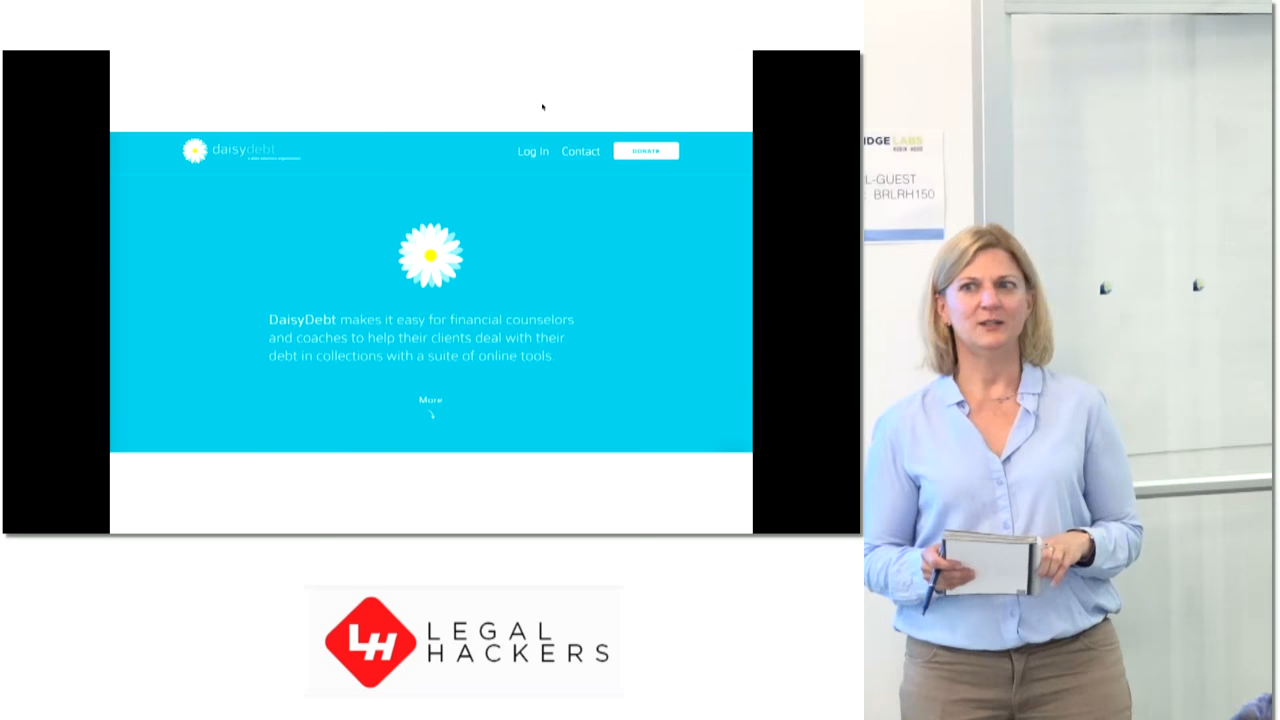 daisydebt
Log In
Contact
DONATE
DaisyDebt makes it easy for financial counselors
and coaches to help their clients deal with their
debt in collections with a suite of online tools.
More
LH
LEGAL
HACKERS
IDGE LABS
L-GUEST
: BRLRH150